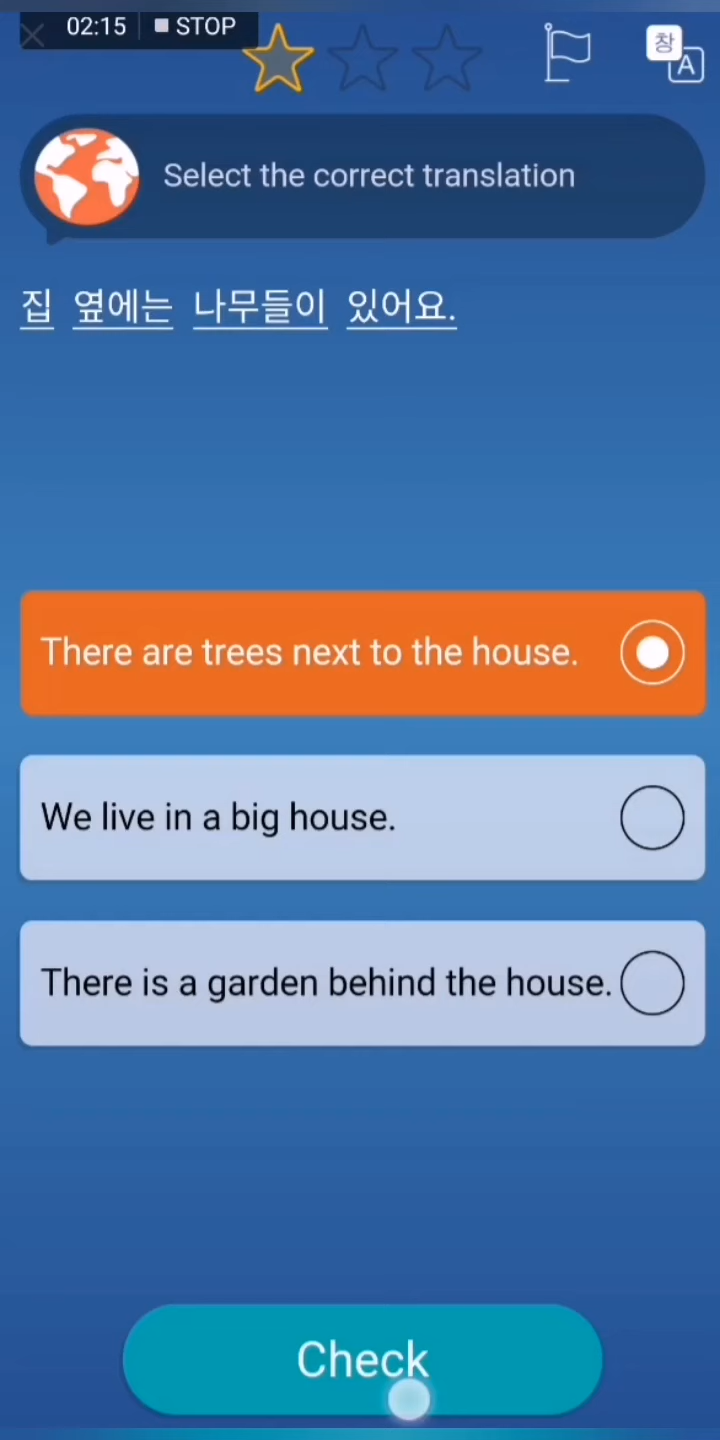 02:15 STOP
창
A
Select the correct translation
집 옆에는 나무들이 있어요.
There are trees next to the house.
We live in a big house.
There is a garden behind the house.
Check